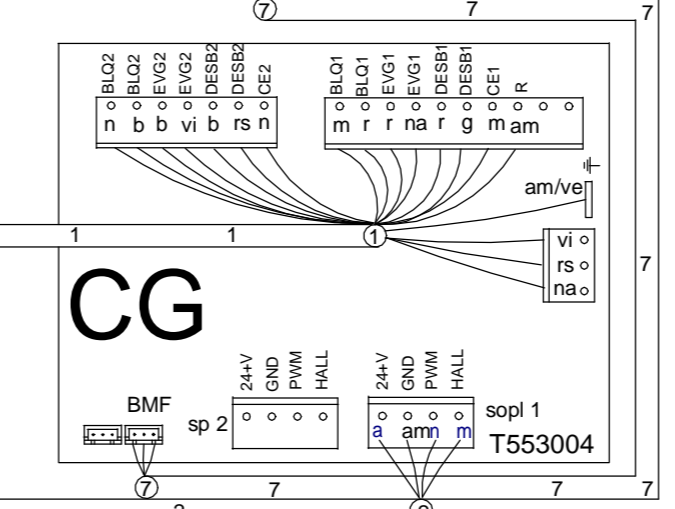 7 7 7
BLQ2 BLQ2 EVG2 EVG2 DESB2 DESB2 CE2
BLQ1 BLQ1 EVG1 EVG1 DESB1 DESB1 CE1 R
n b b vi b rs n
m r r na r g m am
am/ve
1 1 1
vi
rs
na
7
CG
24+V GND PWM HALL
24+V GND PWM HALL
BMF
sp 2
sopl 1
a am n m
T553004
7 7 7 7